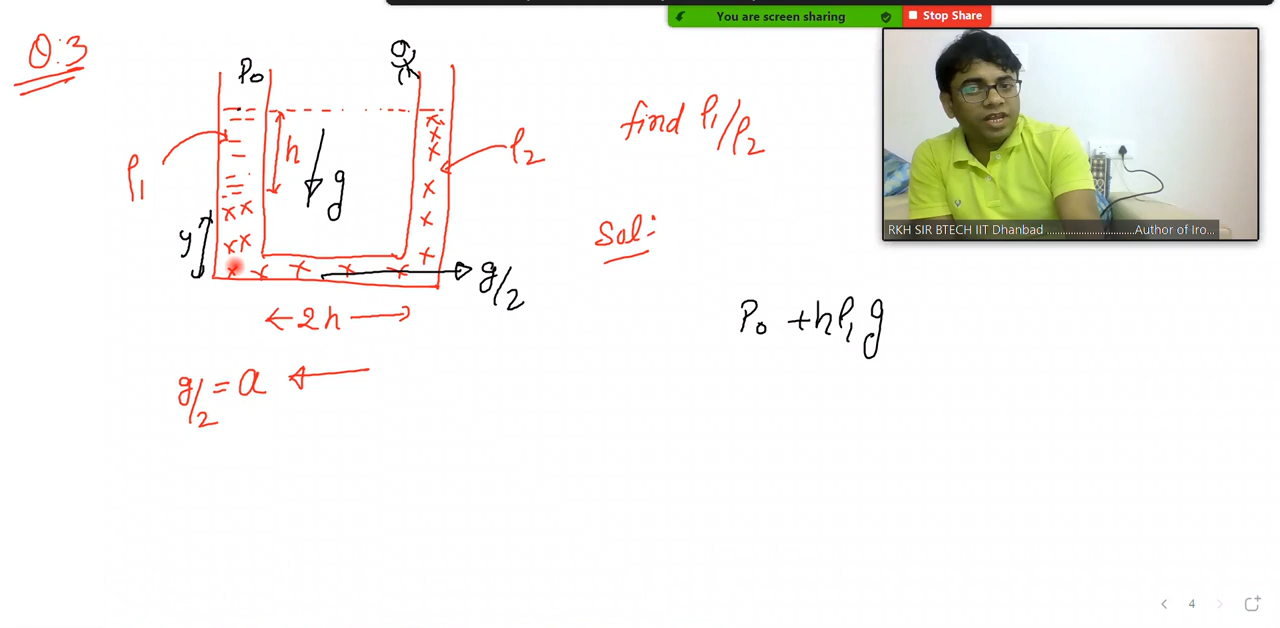 You are screen sharing
Stop Share
Q:3
P₀
h
g
ρ₁
ρ₂
y
g/2
2h
g/2 = a
find ρ₁/ρ₂
Sol:
P₀ + hρ₁g
RKH SIR BTECH IIT Dhanbad ..............................Author of Iro...
4